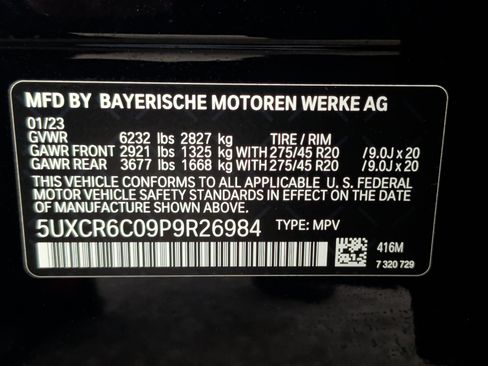 MFD BY BAYERISCHE MOTOREN WERKE AG
01/23
GVWR 6232 lbs 2827 kg TIRE / RIM
GAWR FRONT 2921 lbs 1325 kg WITH 275/45 R20 / 9.0J x 20
GAWR REAR 3677 lbs 1668 kg WITH 275/45 R20 / 9.0J x 20
THIS VEHICLE CONFORMS TO ALL APPLICABLE U. S. FEDERAL
MOTOR VEHICLE SAFETY STANDARDS IN EFFECT ON THE DATE
OF MANUFACTURE SHOWN ABOVE.
5UXCR6C09P9R26984 TYPE: MPV
416M
7 320 729